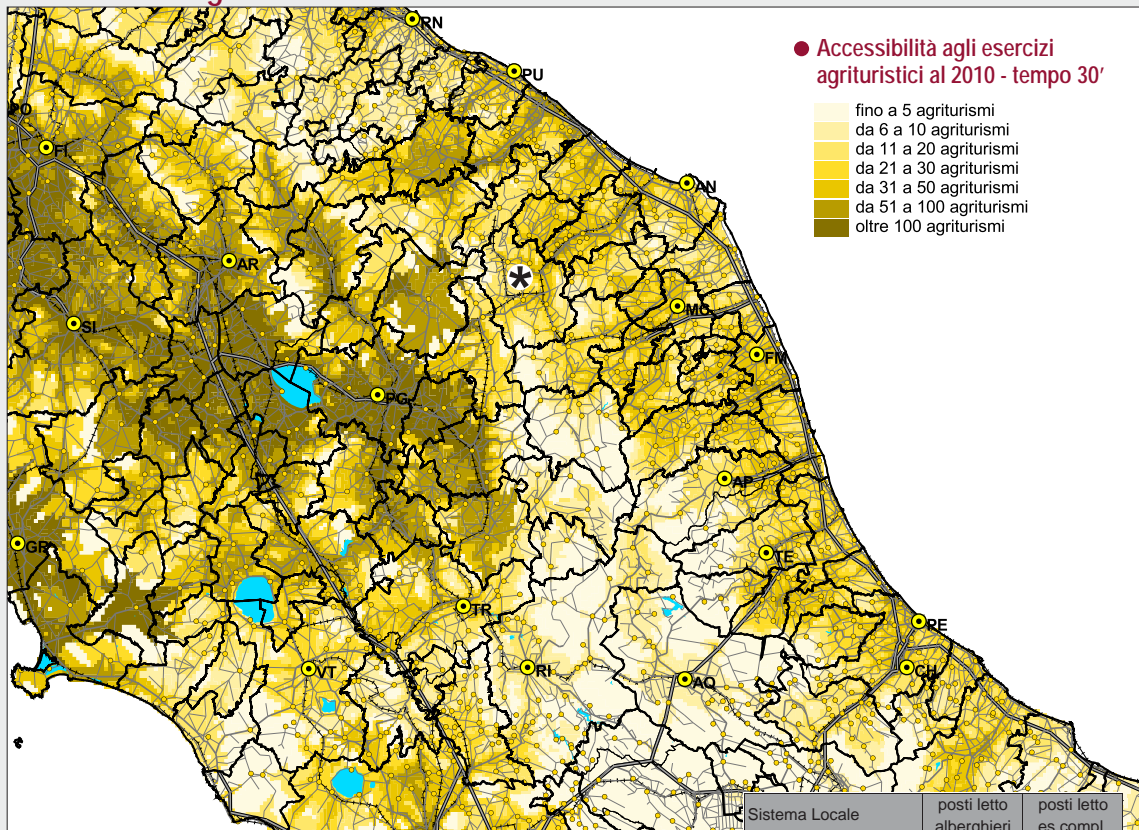 ● Accessibilità agli esercizi
agrituristici al 2010 - tempo 30’
fino a 5 agriturismi
da 6 a 10 agriturismi
da 11 a 20 agriturismi
da 21 a 30 agriturismi
da 31 a 50 agriturismi
da 51 a 100 agriturismi
oltre 100 agriturismi
RN
PU
FI
AN
AR
*
SI
MC
FM
PG
AP
GR
TE
TR
PE
VT
RI
AQ
CH
Sistema Locale
posti letto
alberghieri
posti letto
es.compl.